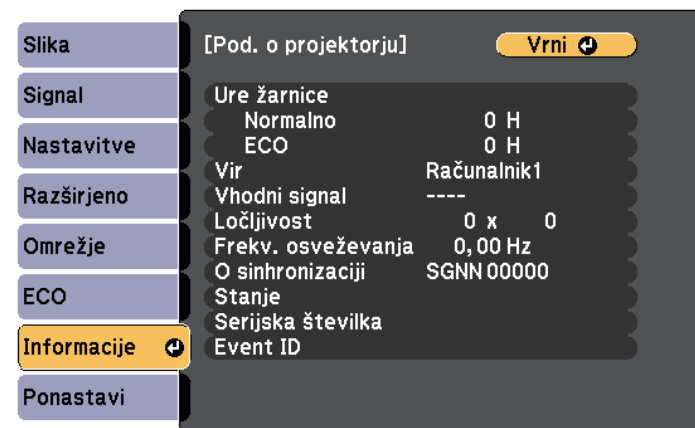 Slika
Signal
Nastavitve
Razširjeno
Omrežje
ECO
Informacije
Ponastavi
[Pod. o projektorju] Vrni
Ure žarnice
Normalno 0 H
ECO 0 H
Vir Računalnik1
Vhodni signal ----
Ločljivost 0 x 0
Frekv. osveževanja 0,00 Hz
O sinhronizaciji SGNN 00000
Stanje
Serijska številka
Event ID